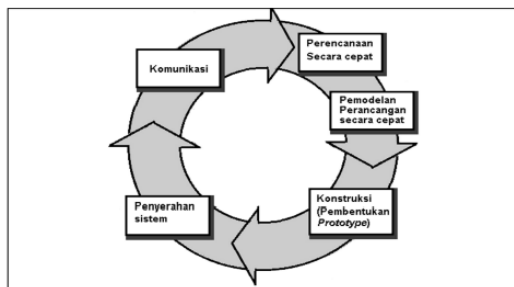 Komunikasi
Perencanaan
Secara cepat
Pemodelan
Perancangan
secara cepat
Konstruksi
(Pembentukan
Prototype)
Penyerahan
sistem